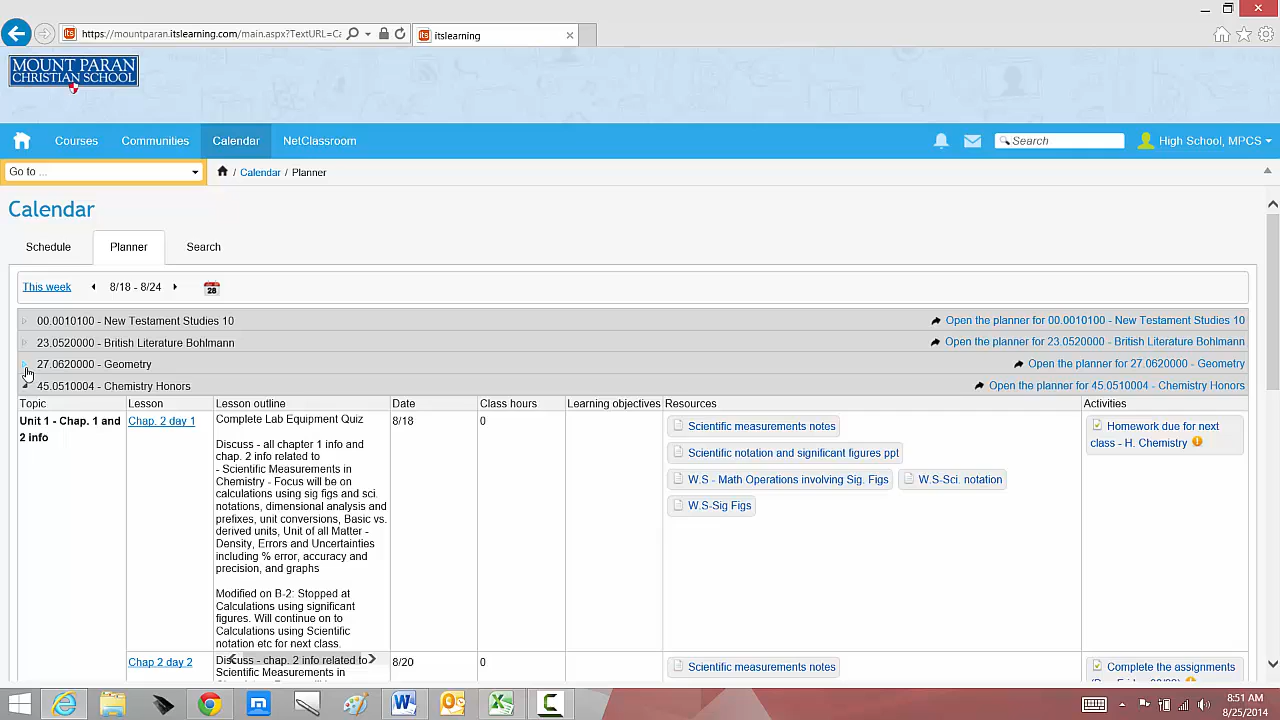 https://mountparan.itslearning.com/main.aspx?TextURL=Ca
itslearning
MOUNT PARAN
CHRISTIAN SCHOOL
Courses
Communities
Calendar
NetClassroom
Search
High School, MPCS
Go to ...
/ Calendar / Planner
Calendar
Schedule
Planner
Search
This week
8/18 - 8/24
28
00.0010100 - New Testament Studies 10
Open the planner for 00.0010100 - New Testament Studies 10
23.0520000 - British Literature Bohlmann
Open the planner for 23.0520000 - British Literature Bohlmann
27.0620000 - Geometry
Open the planner for 27.0620000 - Geometry
45.0510004 - Chemistry Honors
Open the planner for 45.0510004 - Chemistry Honors
Topic
Lesson
Lesson outline
Date
Class hours
Learning objectives
Resources
Activities
Unit 1 - Chap. 1 and
2 info
Chap. 2 day 1
Complete Lab Equipment Quiz
Discuss - all chapter 1 info and
chap. 2 info related to
- Scientific Measurements in
Chemistry - Focus will be on
calculations using sig figs and sci.
notations, dimensional analysis and
prefixes, unit conversions, Basic vs.
derived units, Unit of all Matter -
Density, Errors and Uncertainties
including % error, accuracy and
precision, and graphs
Modified on B-2: Stopped at
Calculations using significant
figures. Will continue on to
Calculations using Scientific
notation etc for next class.
8/18
0
Scientific measurements notes
Scientific notation and significant figures ppt
W.S - Math Operations involving Sig. Figs
W.S-Sci. notation
W.S-Sig Figs
Homework due for next
class - H. Chemistry
Chap 2 day 2
Discuss - chap. 2 info related to
Scientific Measurements in
8/20
0
Scientific measurements notes
Complete the assignments
8:51 AM
8/25/2014